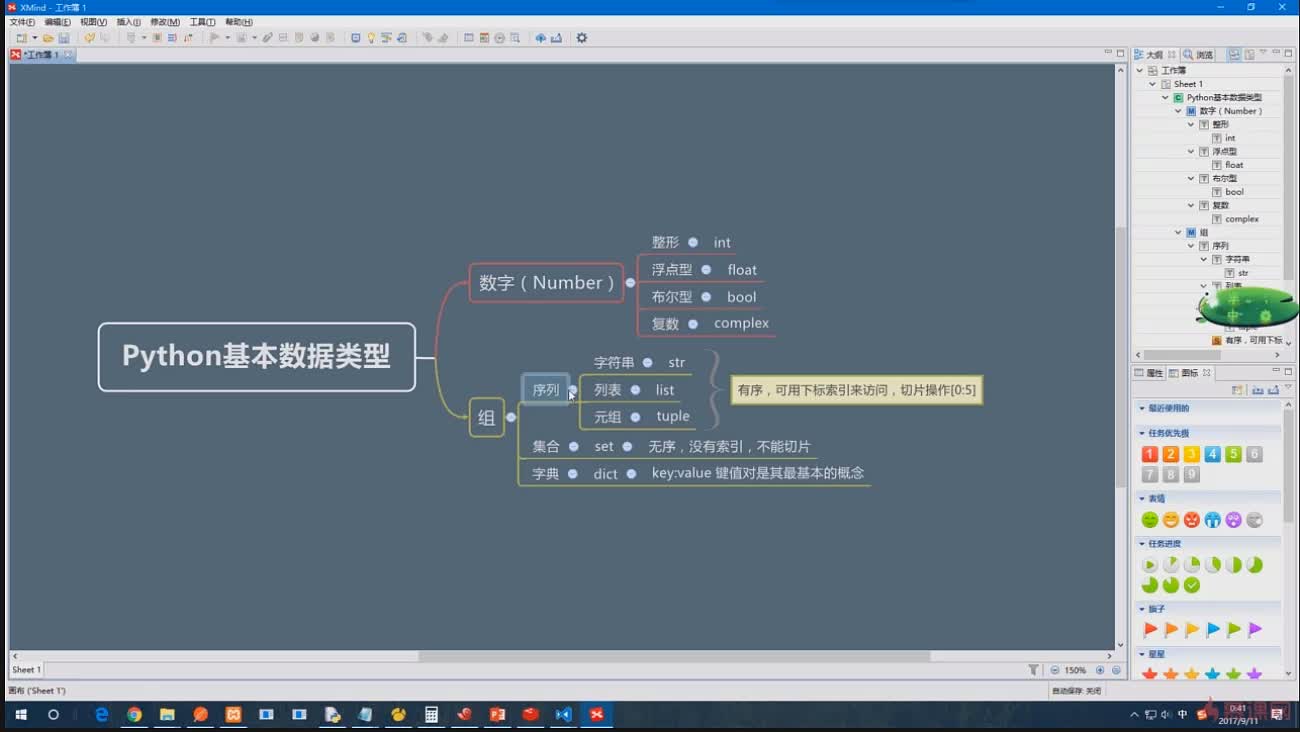 XMind - 工作簿 1
文件(F) 编辑(E) 视图(V) 插入(I) 修改(M) 工具(T) 帮助(H)
*工作簿 1
大纲 浏览
工作簿
Sheet 1
Python基本数据类型
数字（Number）
整形
int
浮点型
float
布尔型
bool
复数
complex
组
序列
字符串
str
列表
有序，可用下标
中
Python基本数据类型
数字（Number）
整形 int
浮点型 float
布尔型 bool
复数 complex
组
序列
字符串 str
列表 list
元组 tuple
有序，可用下标索引来访问，切片操作[0:5]
集合 set 无序，没有索引，不能切片
字典 dict key:value 键值对是其最基本的概念
属性 图标
最近使用的
任务优先级
1 2 3 4 5 6
7 8 9
表情
任务进度
旗子
星星
Sheet 1
150%
画布 ('Sheet 1')
自动保存: 关闭
中
0:41
2017/9/11
慕课网